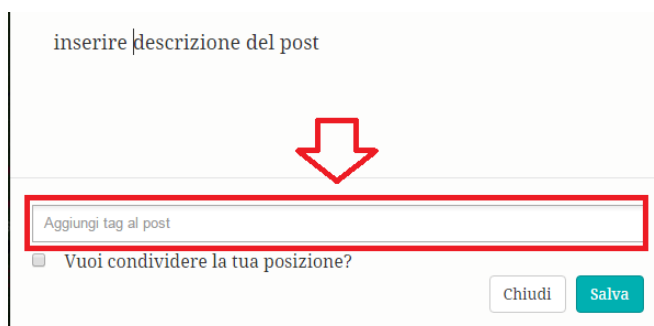 inserire descrizione del post
Aggiungi tag al post
Vuoi condividere la tua posizione?
Chiudi Salva